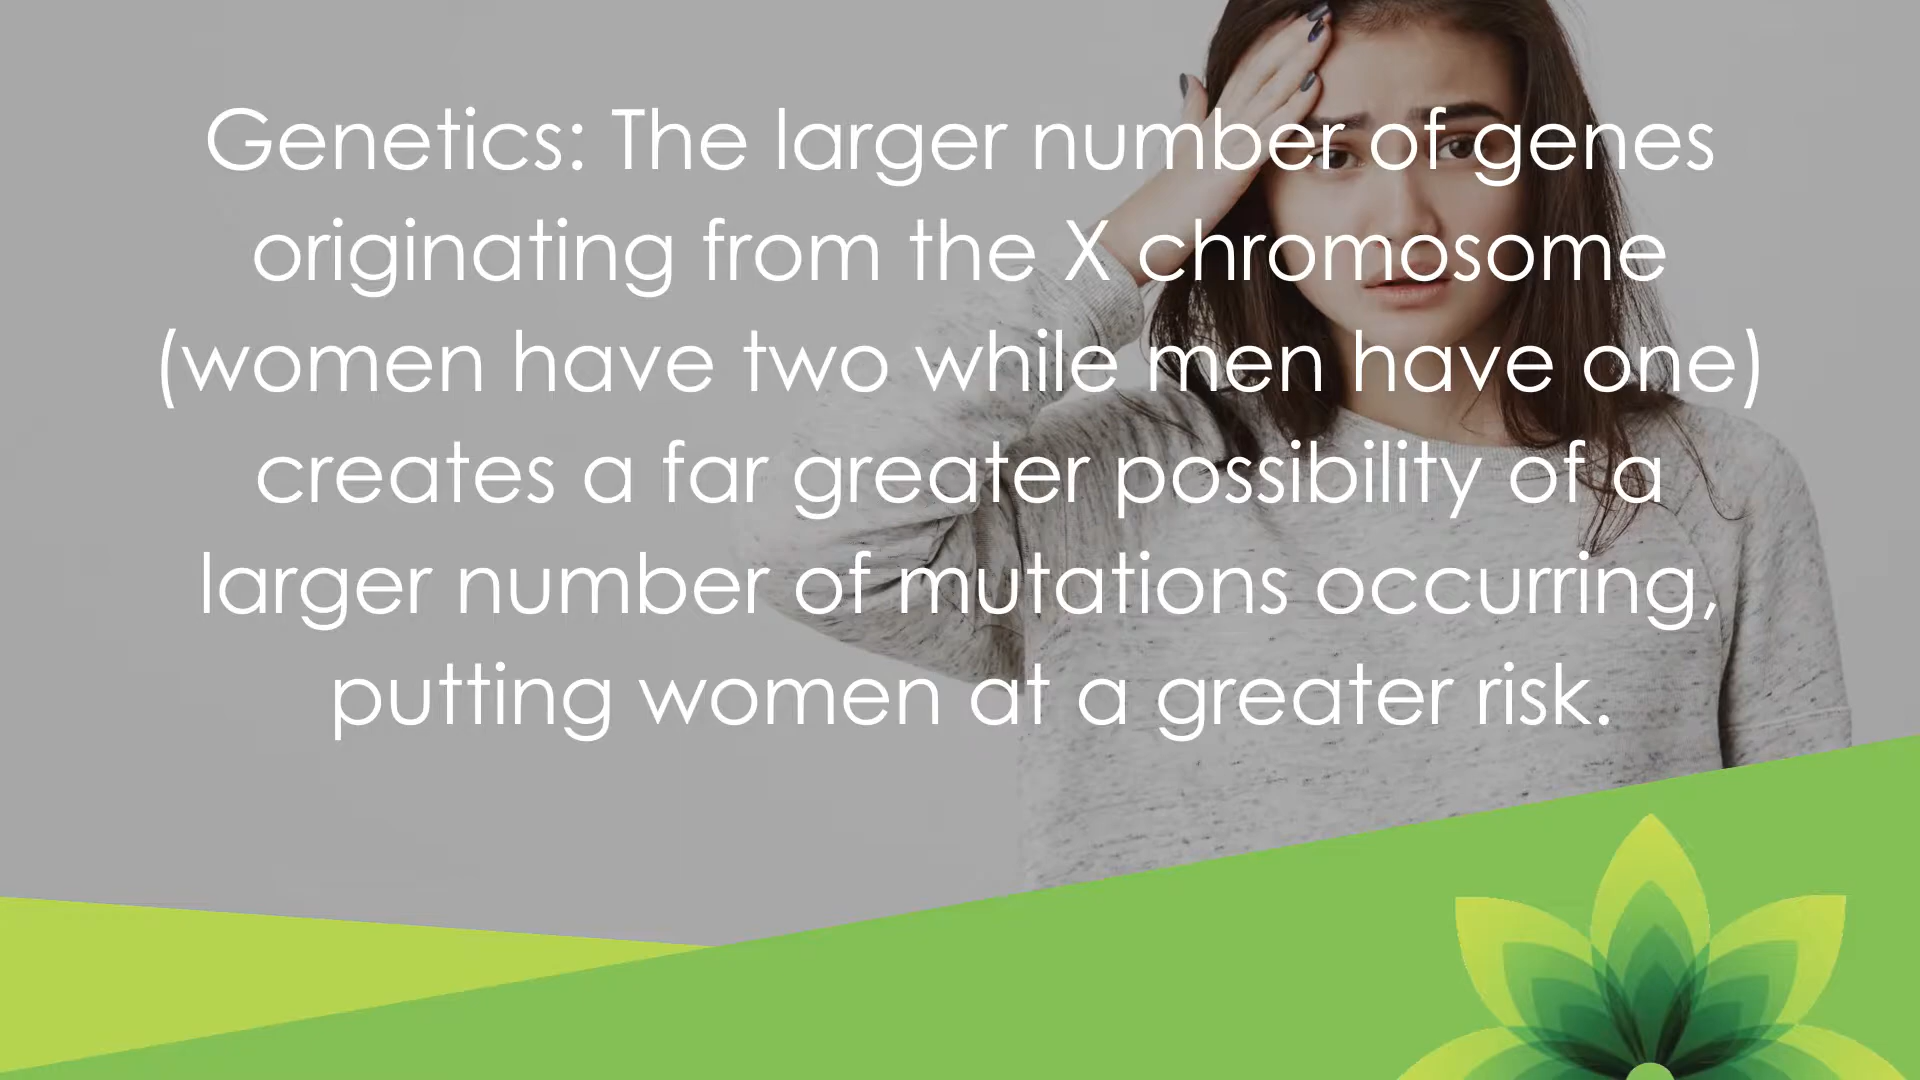 Genetics: The larger number of genes
originating from the X chromosome
(women have two while men have one)
creates a far greater possibility of a
larger number of mutations occurring,
putting women at a greater risk.